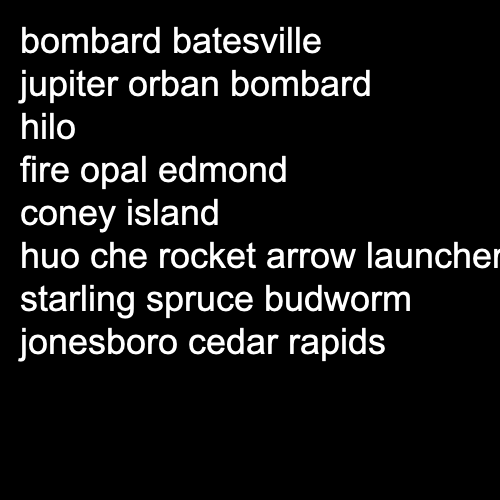 bombard batesville
jupiter orban bombard
hilo
fire opal edmond
coney island
huo che rocket arrow launcher
starling spruce budworm
jonesboro cedar rapids